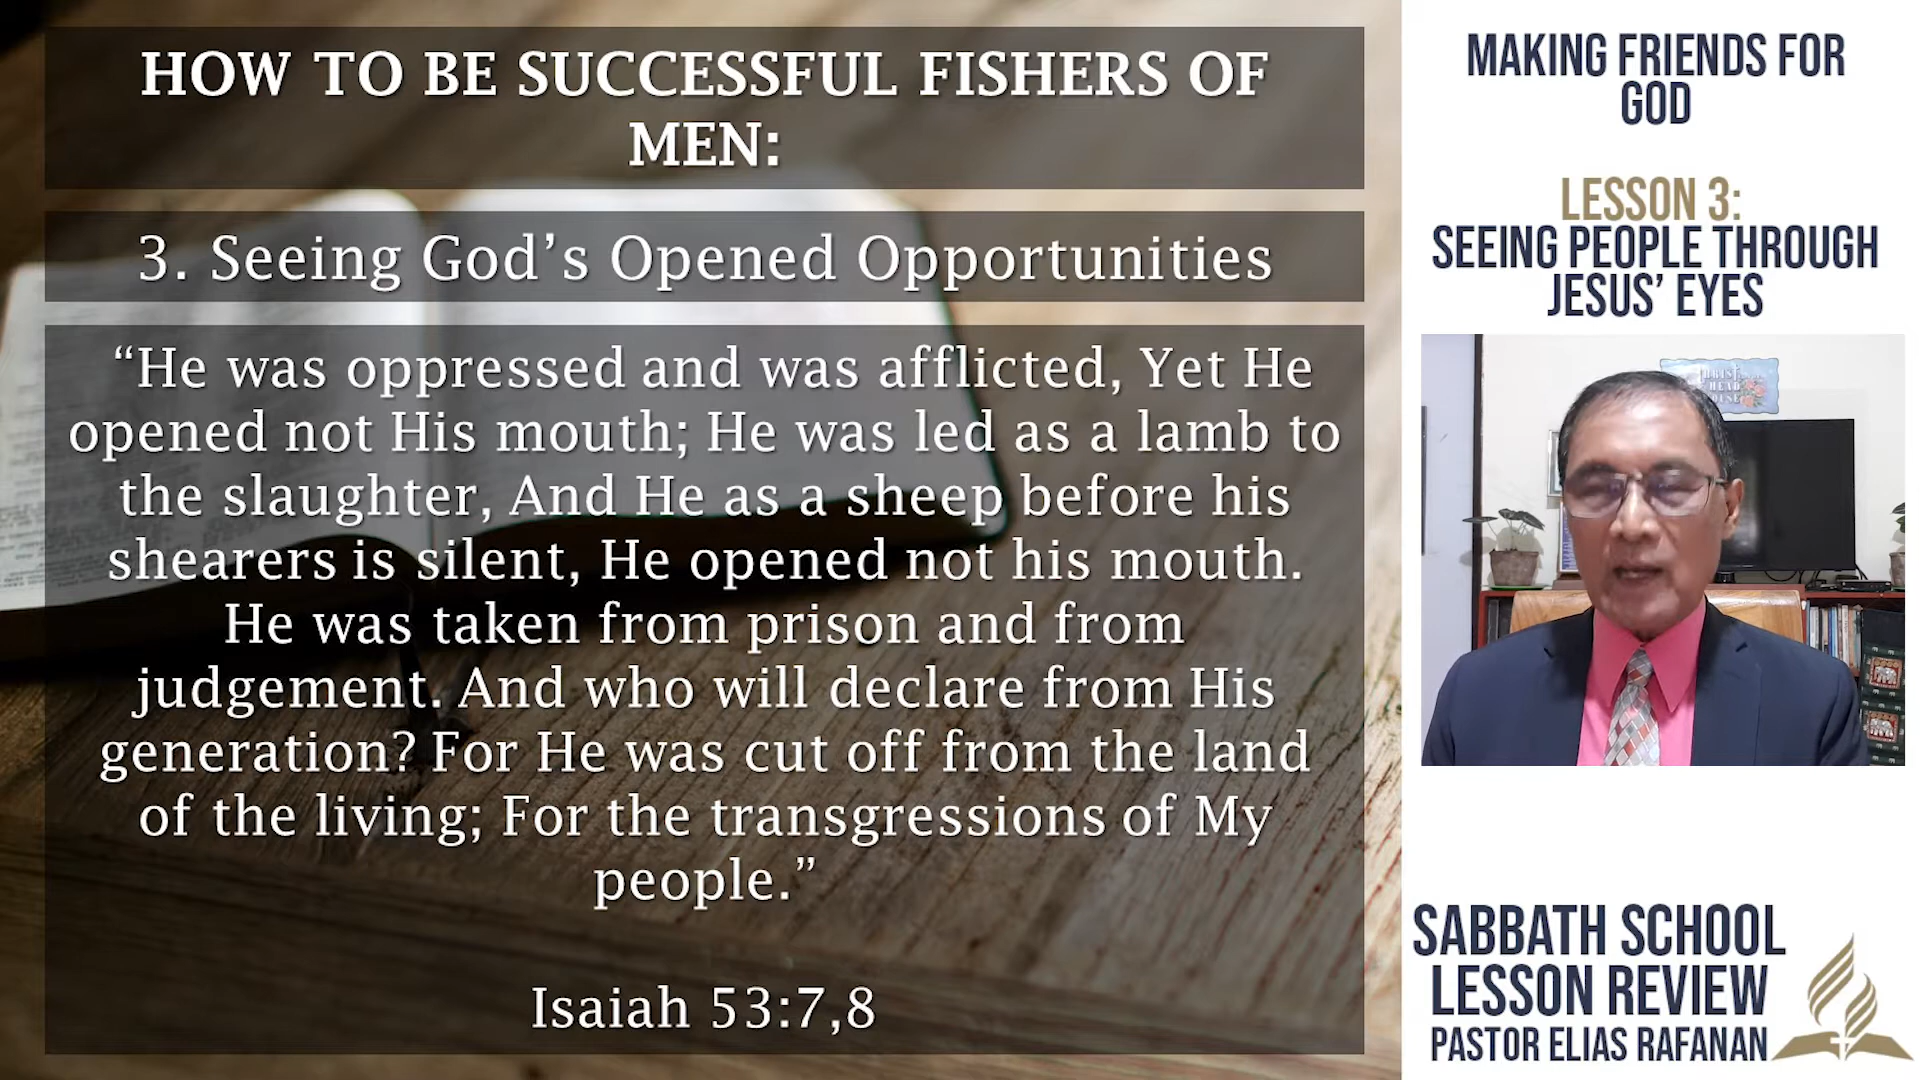 HOW TO BE SUCCESSFUL FISHERS OF
MEN:
3. Seeing God’s Opened Opportunities
“He was oppressed and was afflicted, Yet He
opened not His mouth; He was led as a lamb to
the slaughter, And He as a sheep before his
shearers is silent, He opened not his mouth.
He was taken from prison and from
judgement. And who will declare from His
generation? For He was cut off from the land
of the living; For the transgressions of My
people.”
Isaiah 53:7,8
MAKING FRIENDS FOR
GOD
LESSON 3:
SEEING PEOPLE THROUGH
JESUS’ EYES
SABBATH SCHOOL
LESSON REVIEW
PASTOR ELIAS RAFANAN